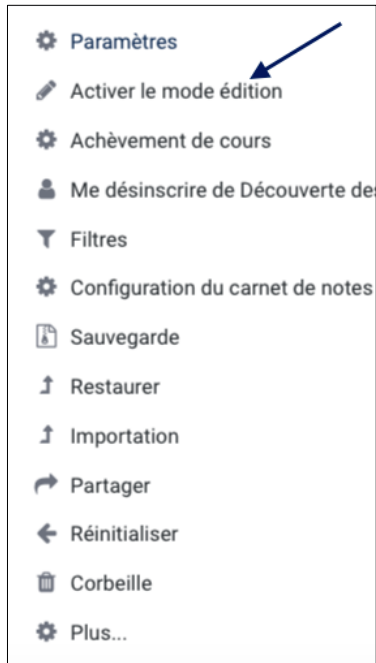 Paramètres
Activer le mode édition
Achèvement de cours
Me désinscrire de Découverte
Filtres
Configuration du carnet de notes
Sauvegarde
Restaurer
Importation
Partager
Réinitialiser
Corbeille
Plus...